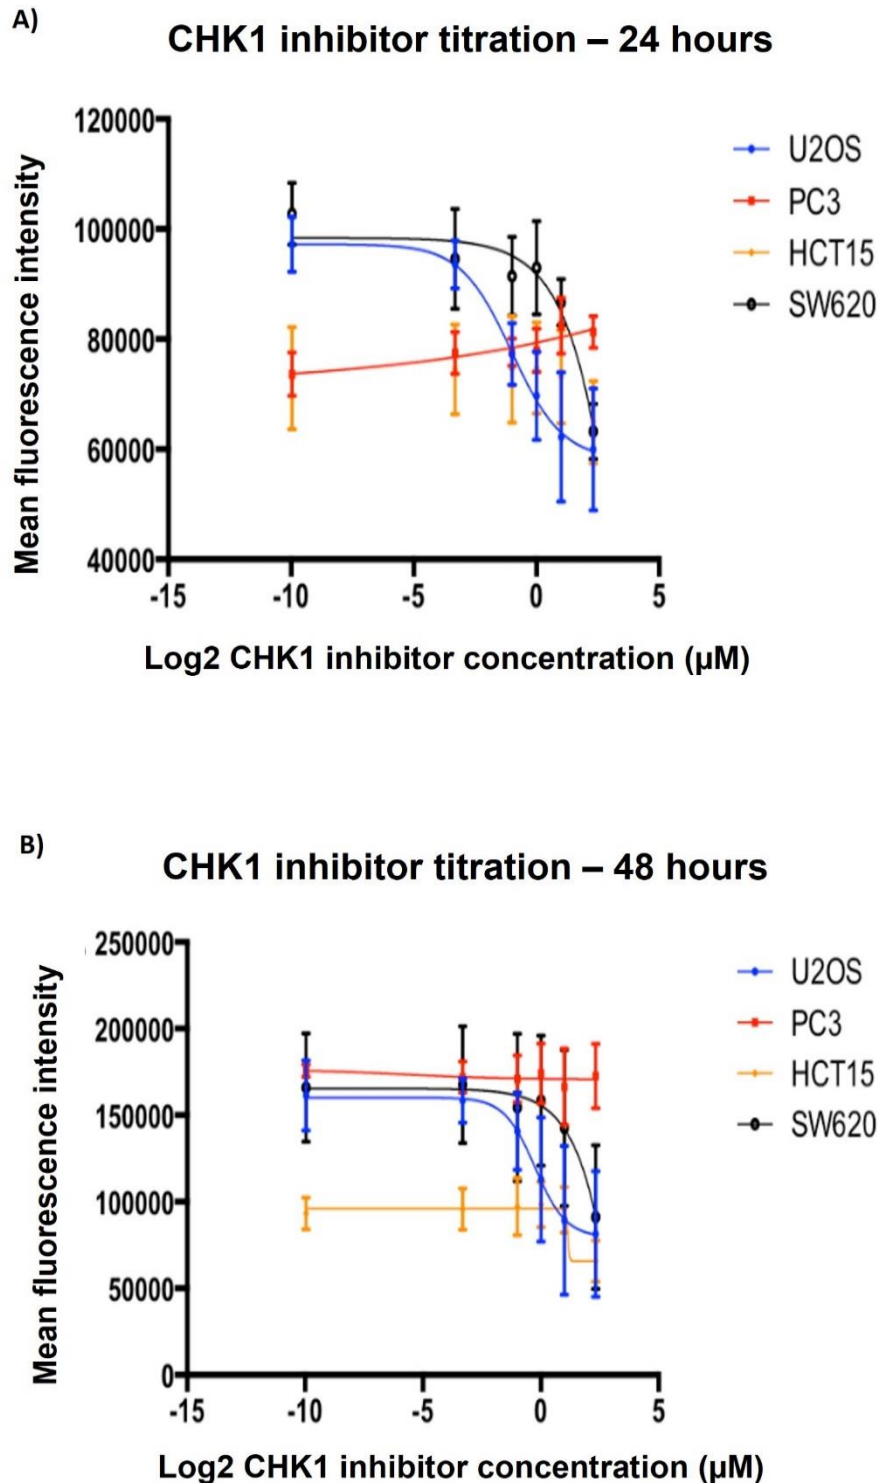 A)
CHK1 inhibitor titration – 24 hours
Mean fluorescence intensity
120000
100000
80000
60000
40000
-15
-10
-5
0
5
Log2 CHK1 inhibitor concentration (µM)
U2OS
PC3
HCT15
SW620
B)
CHK1 inhibitor titration – 48 hours
Mean fluorescence intensity
250000
200000
150000
100000
50000
0
-15
-10
-5
0
5
Log2 CHK1 inhibitor concentration (µM)
U2OS
PC3
HCT15
SW620